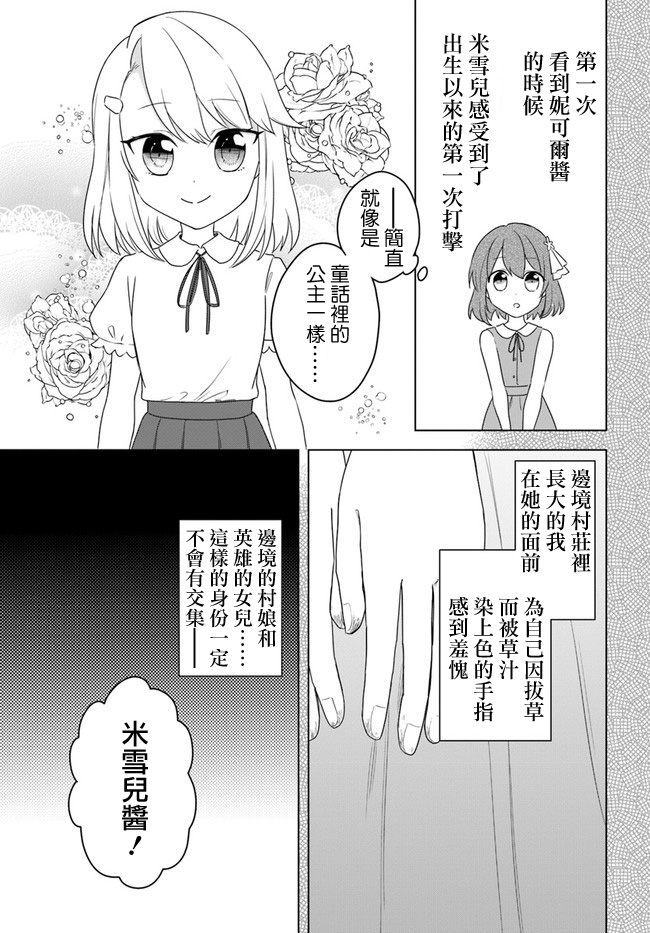 第一次
看到妮可爾醬
的時候
米雪兒感受到了
出生以來的第一次打擊
——簡直
就像是
童話裡的
公主一樣……
邊境村莊裡
長大的我
在她的面前
為自己因拔草
而被草汁
染上色的手指
感到羞愧
邊境的村娘和
英雄的女兒……
這樣的身份一定
不會有交集——
米雪兒醬！